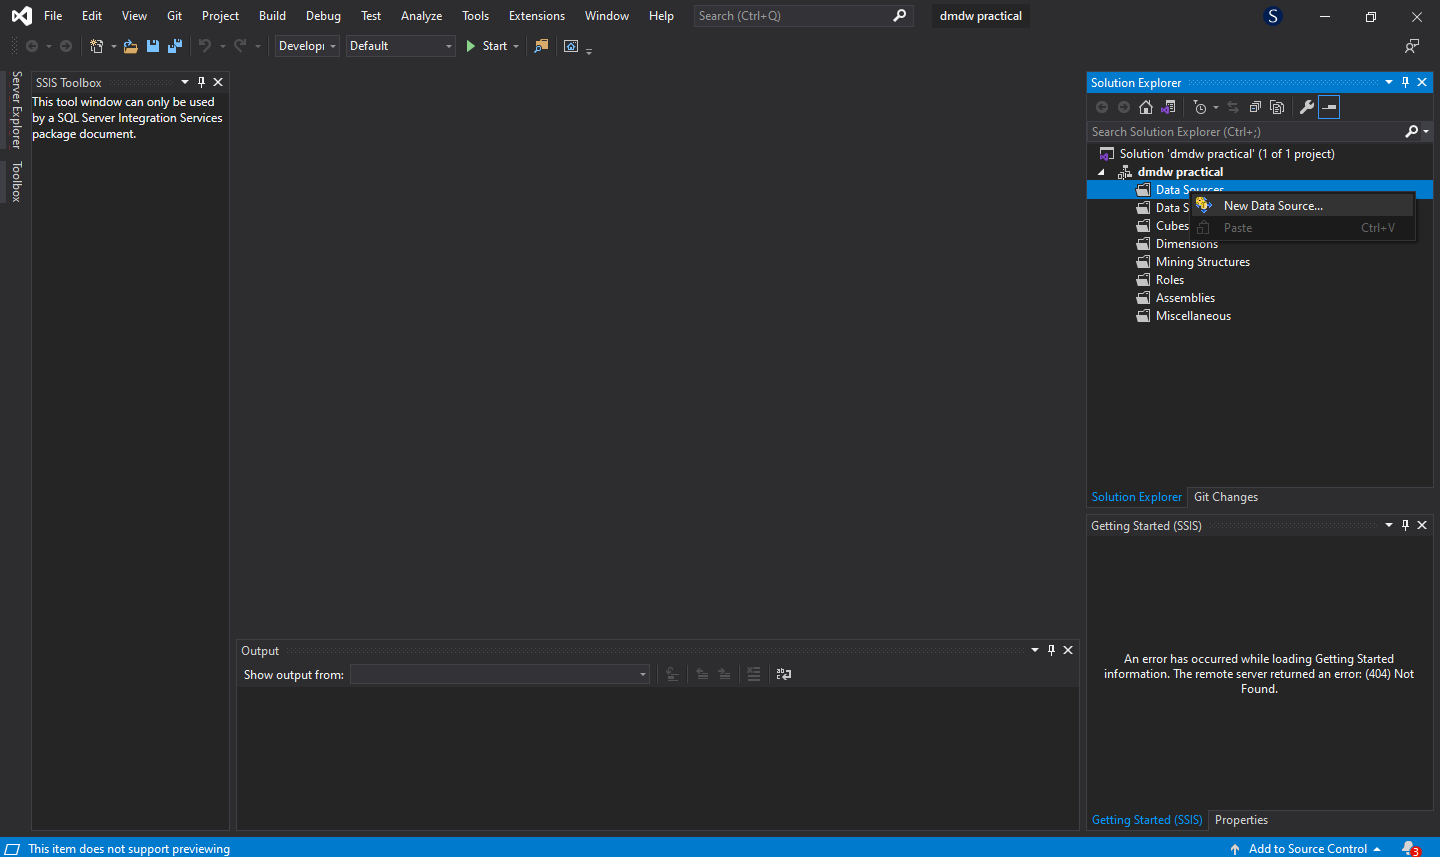 File Edit View Git Project Build Debug Test Analyze Tools Extensions Window Help Search (Ctrl+Q) dmdw practical S
Default Start
Server Explorer
Toolbox
SSIS Toolbox
This tool window can only be used
by a SQL Server Integration Services
package document.
Output
Show output from:
Solution Explorer
Search Solution Explorer (Ctrl+;)
Solution 'dmdw practical' (1 of 1 project)
dmdw practical
Data Sources
New Data Source...
Data S
Paste Ctrl+V
Cubes
Dimensions
Mining Structures
Roles
Assemblies
Miscellaneous
Solution Explorer Git Changes
Getting Started (SSIS)
An error has occurred while loading Getting Started
information. The remote server returned an error: (404) Not
Found.
Getting Started (SSIS) Properties
This item does not support previewing Add to Source Control 3